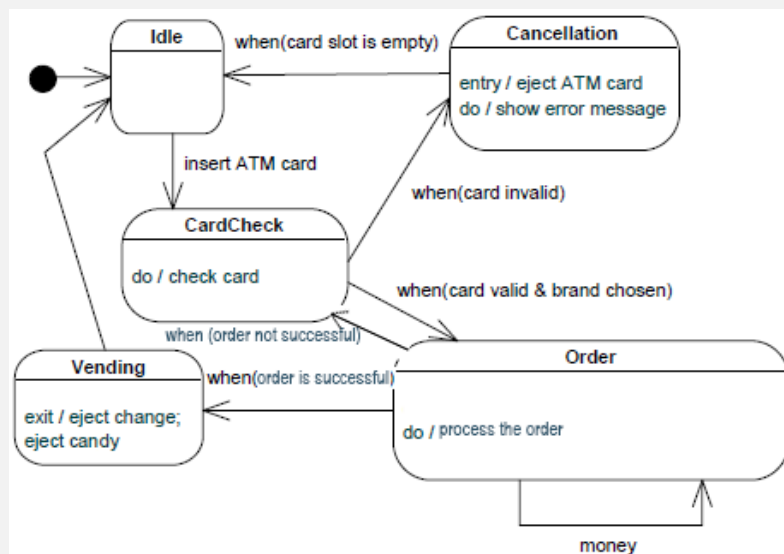 Idle
when(card slot is empty)
Cancellation
entry / eject ATM card
do / show error message
insert ATM card
when(card invalid)
CardCheck
do / check card
when(card valid & brand chosen)
when (order not successful)
Order
Vending
when(order is successful)
exit / eject change;
eject candy
do / process the order
money